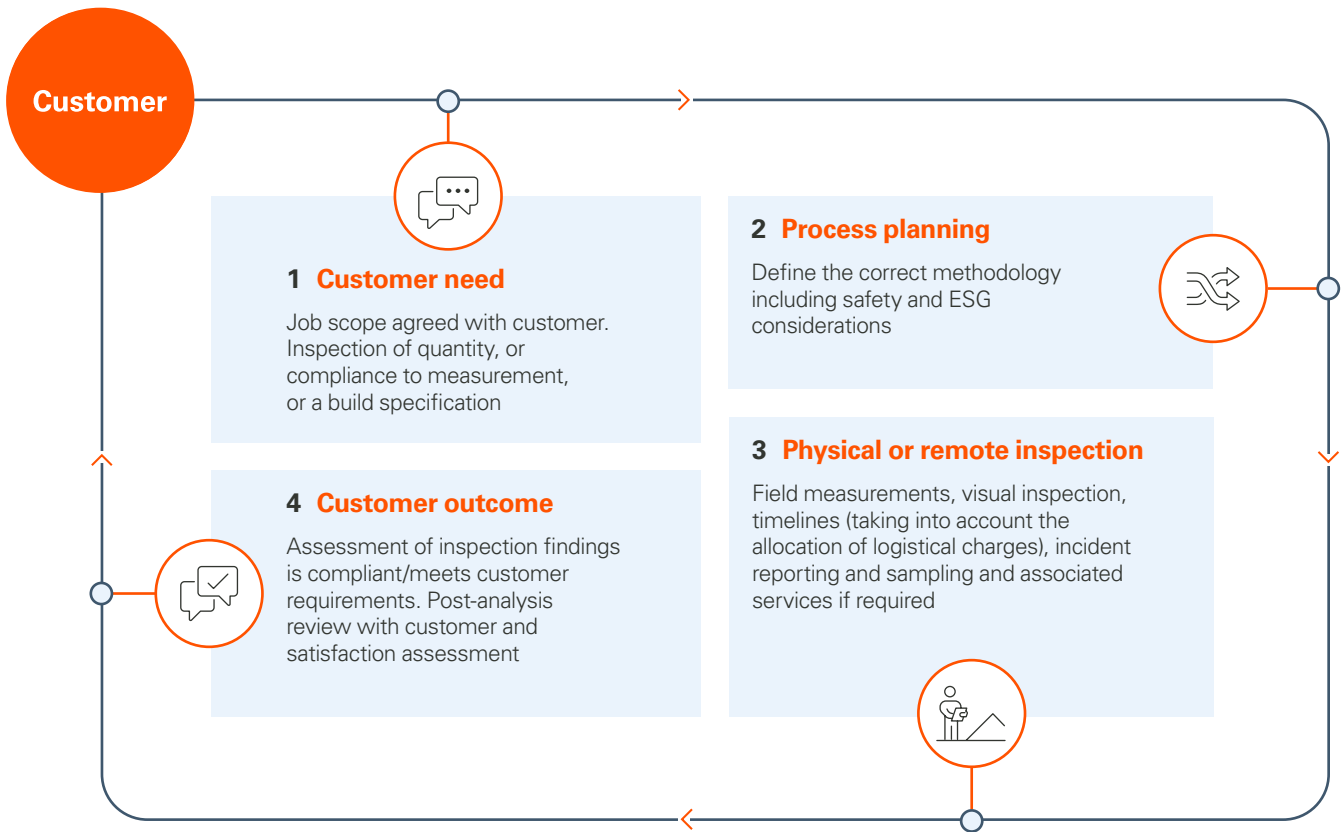 Customer
1 Customer need
Job scope agreed with customer.
Inspection of quantity, or
compliance to measurement,
or a build specification
2 Process planning
Define the correct methodology
including safety and ESG
considerations
3 Physical or remote inspection
Field measurements, visual inspection,
timelines (taking into account the
allocation of logistical charges), incident
reporting and sampling and associated
services if required
4 Customer outcome
Assessment of inspection findings
is compliant/meets customer
requirements. Post-analysis
review with customer and
satisfaction assessment